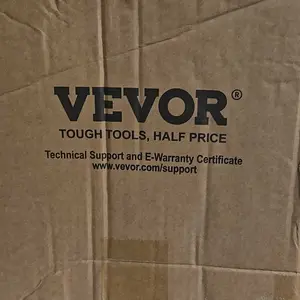 VEVOR®
TOUGH TOOLS, HALF PRICE
Technical Support and E-Warranty Certificate
www.vevor.com/support